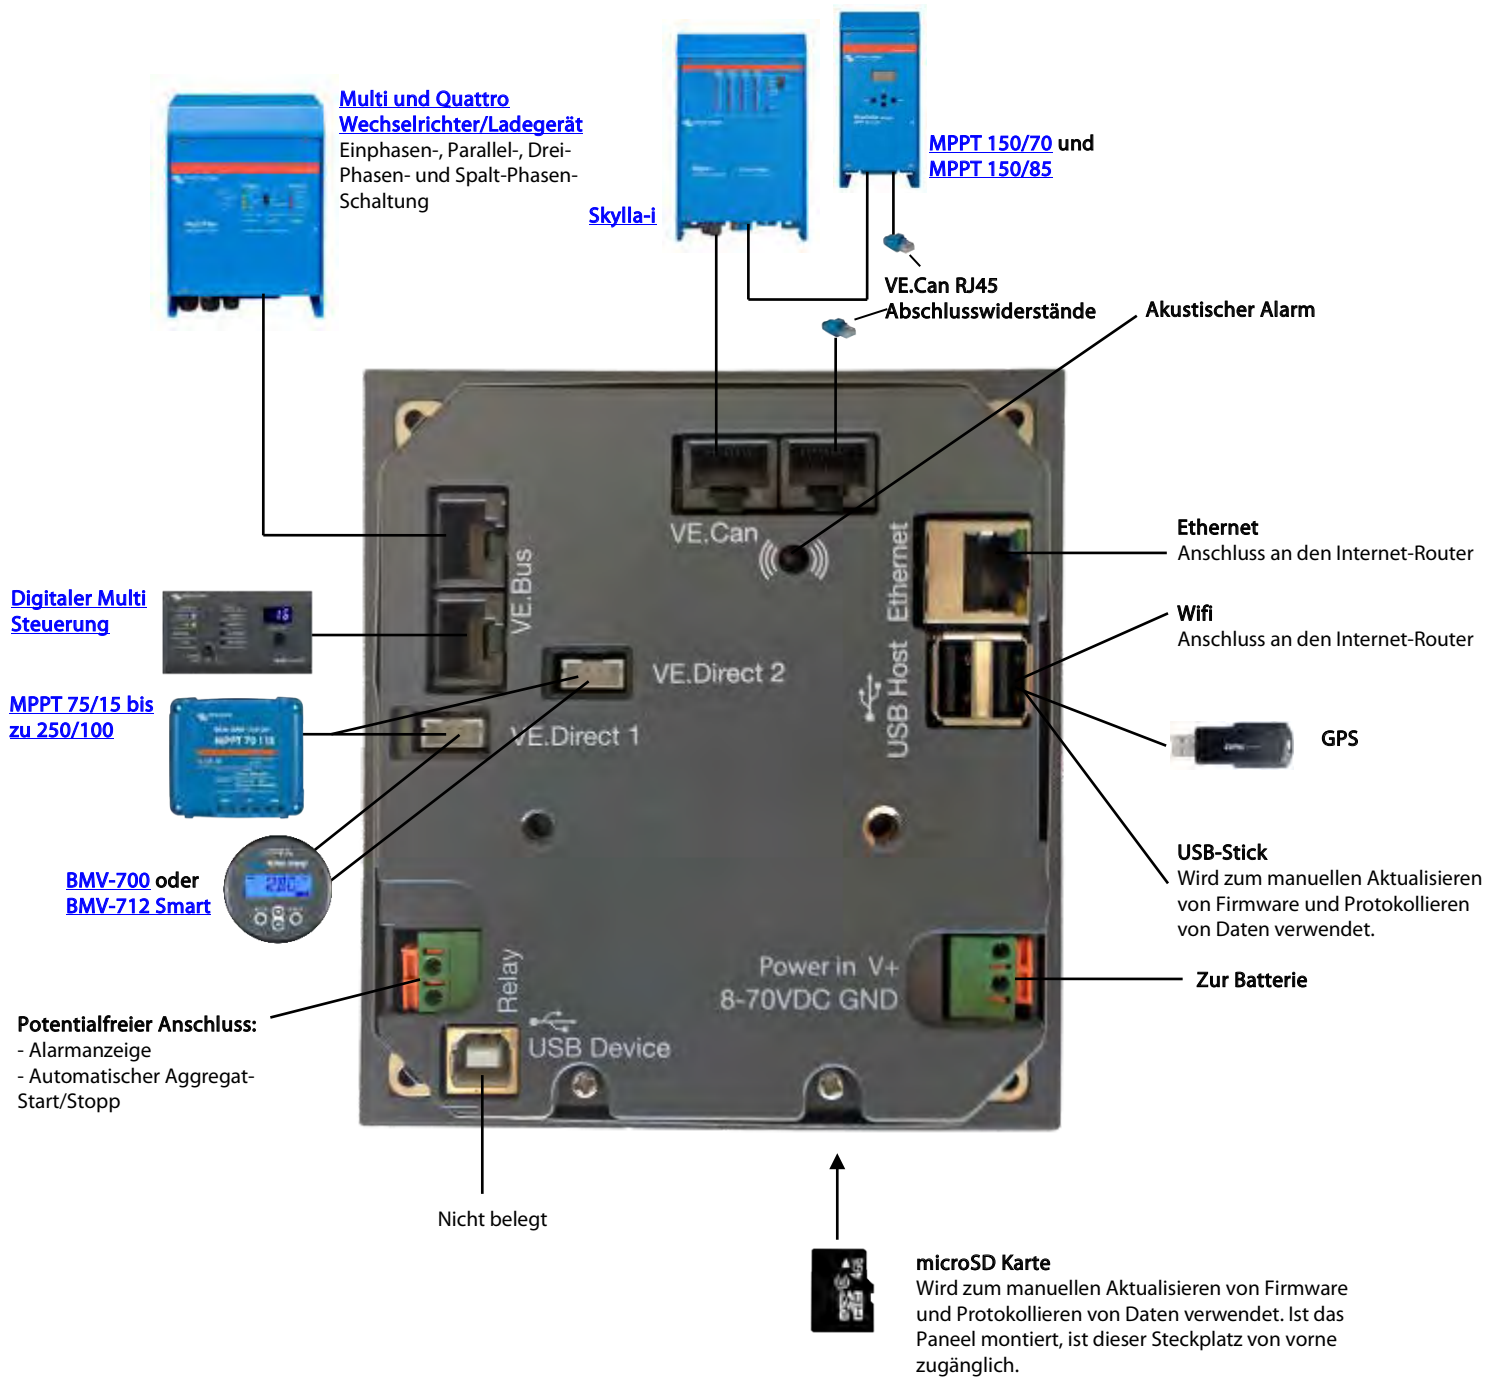 Multi und Quattro
Wechselrichter/Ladegerät
Einphasen-, Parallel-, Drei-
Phasen- und Spalt-Phasen-
Schaltung
Skylla-i
MPPT 150/70 und
MPPT 150/85
VE.Can RJ45
Abschlusswiderstände
Akustischer Alarm
VE.Can
VE.Bus
Ethernet
USB Host
Ethernet
Anschluss an den Internet-Router
Wifi
Anschluss an den Internet-Router
Digitaler Multi
Steuerung
VE.Direct 2
VE.Direct 1
MPPT 75/15 bis
zu 250/100
GPS
BMV-700 oder
BMV-712 Smart
USB-Stick
Wird zum manuellen Aktualisieren
von Firmware und Protokollieren
von Daten verwendet.
Relay
Power in V+
8-70VDC GND
Zur Batterie
Potentialfreier Anschluss:
- Alarmanzeige
- Automatischer Aggregat-
Start/Stopp
USB Device
Nicht belegt
4GB
microSD Karte
Wird zum manuellen Aktualisieren von Firmware
und Protokollieren von Daten verwendet. Ist das
Paneel montiert, ist dieser Steckplatz von vorne
zugänglich.